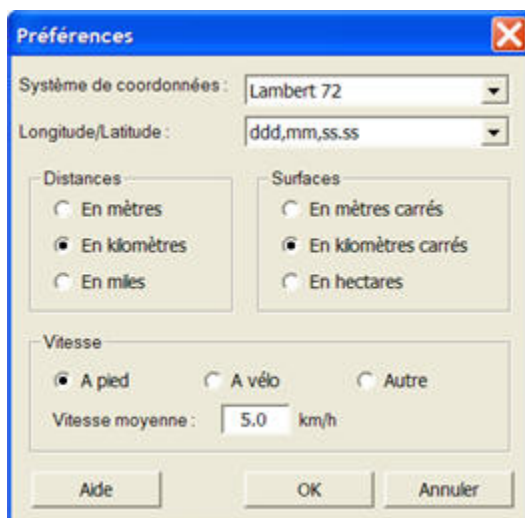 Préférences
Système de coordonnées : Lambert 72
Longitude/Latitude : ddd,mm,ss.ss
Distances
En mètres
En kilomètres
En miles
Surfaces
En mètres carrés
En kilomètres carrés
En hectares
Vitesse
A pied A vélo Autre
Vitesse moyenne : 5.0 km/h
Aide OK Annuler